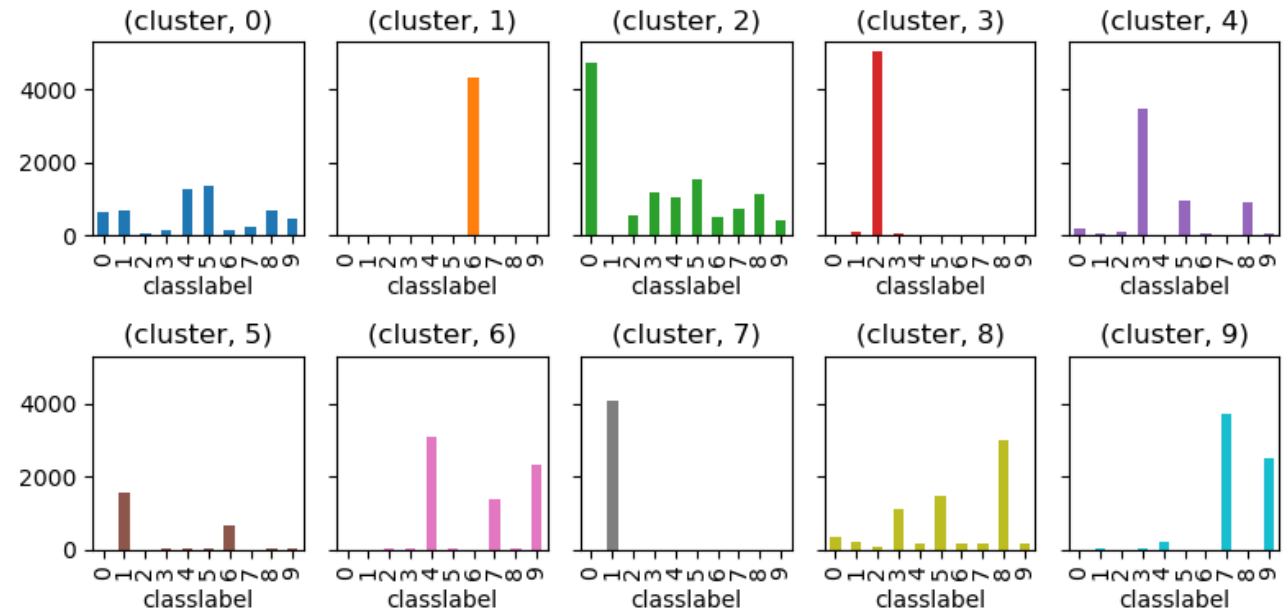 (cluster, 0) (cluster, 1) (cluster, 2) (cluster, 3) (cluster, 4)
4000
2000
0
0 1 2 3 4 5 6 7 8 9 0 1 2 3 4 5 6 7 8 9 0 1 2 3 4 5 6 7 8 9 0 1 2 3 4 5 6 7 8 9 0 1 2 3 4 5 6 7 8 9
classlabel classlabel classlabel classlabel classlabel
(cluster, 5) (cluster, 6) (cluster, 7) (cluster, 8) (cluster, 9)
4000
2000
0
0 1 2 3 4 5 6 7 8 9 0 1 2 3 4 5 6 7 8 9 0 1 2 3 4 5 6 7 8 9 0 1 2 3 4 5 6 7 8 9 0 1 2 3 4 5 6 7 8 9
classlabel classlabel classlabel classlabel classlabel